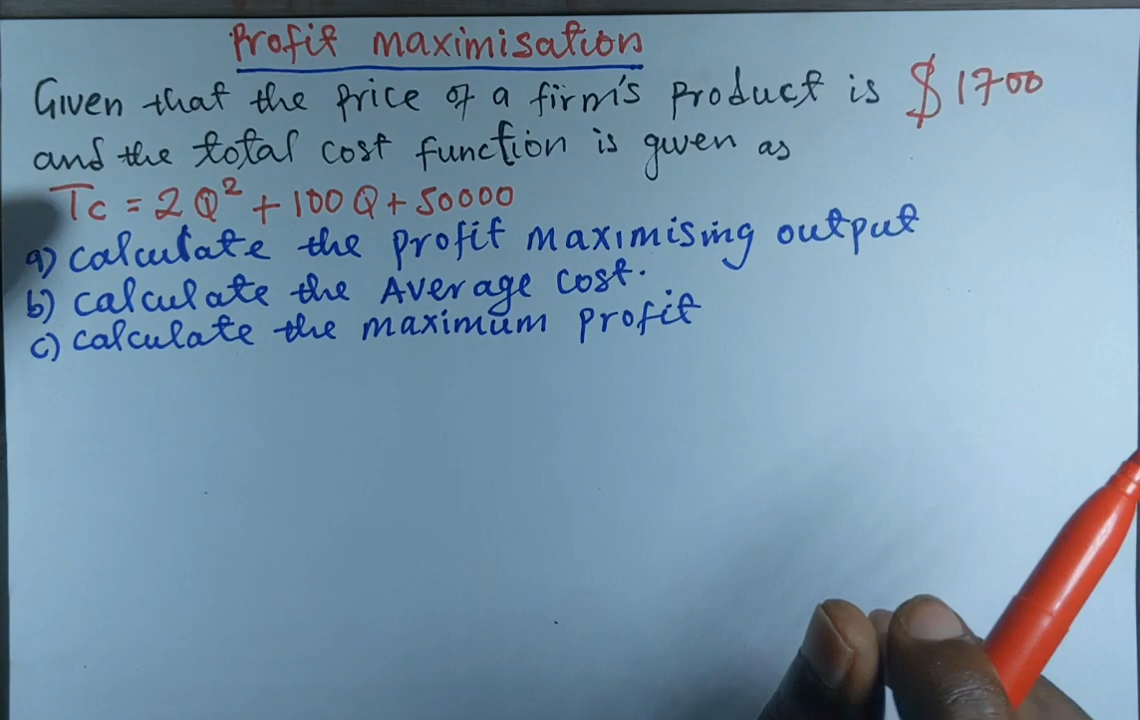 Profit maximisation
Given that the price of a firm's product is $1700
and the total cost function is given as
Tc = 2Q² + 100Q + 50000
a) calculate the profit maximising output
b) calculate the Average cost.
c) calculate the maximum profit